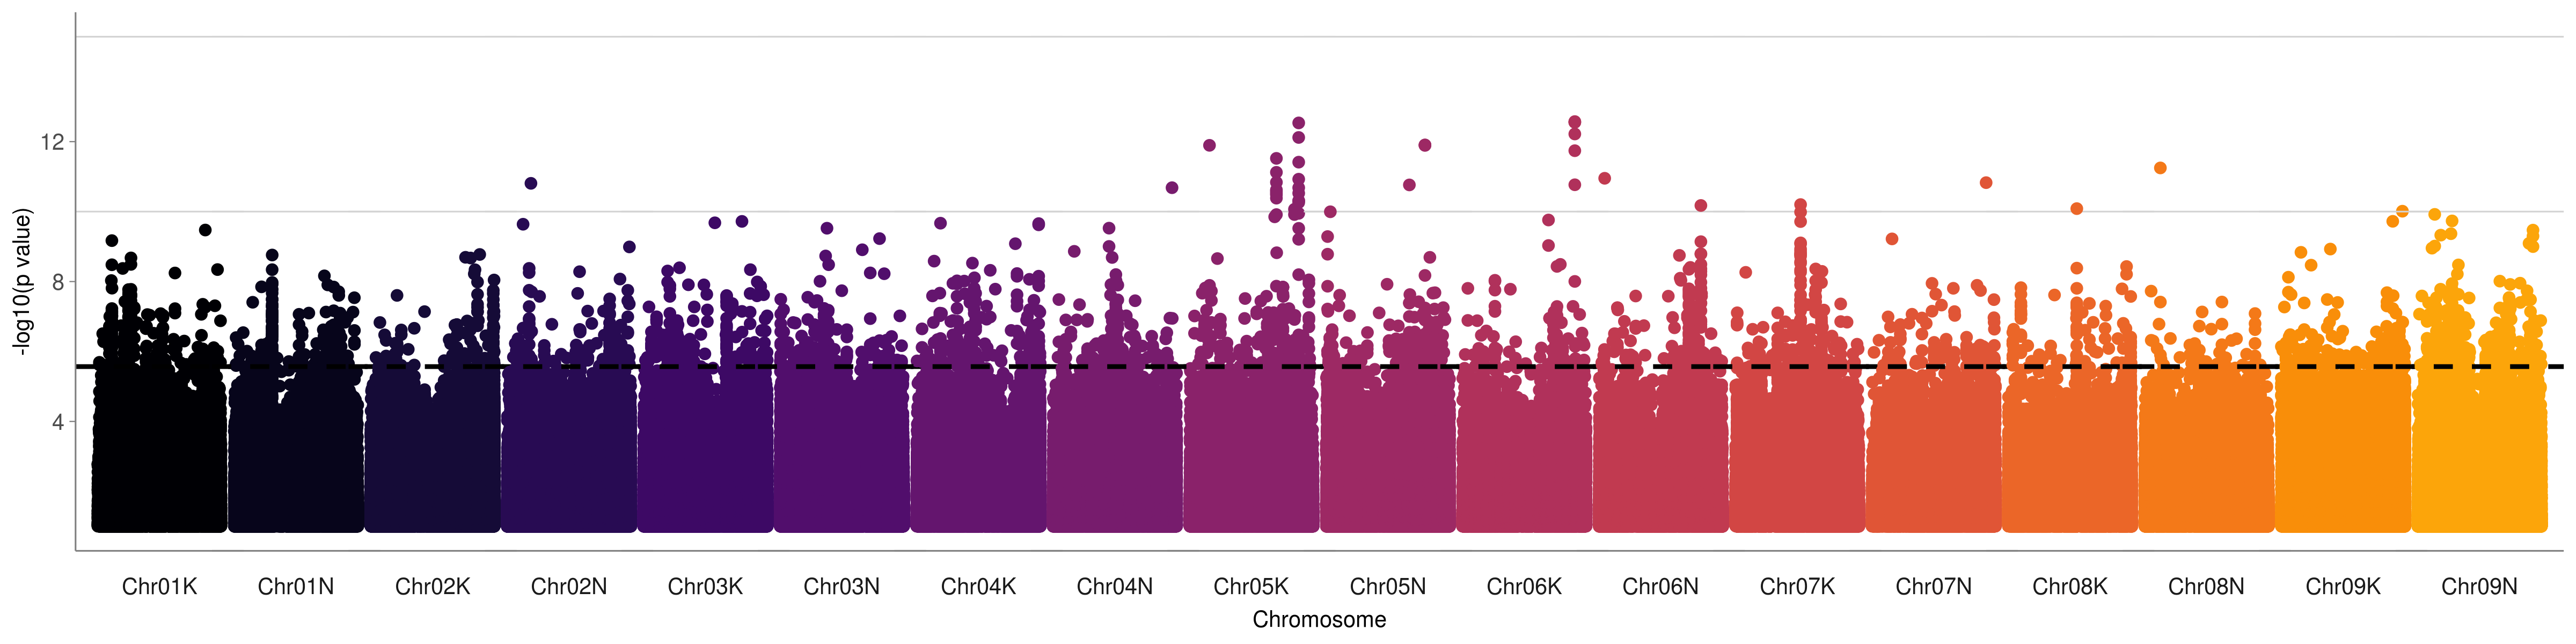 -log10(p value)
12
8
4
Chr01K Chr01N Chr02K Chr02N Chr03K Chr03N Chr04K Chr04N Chr05K Chr05N Chr06K Chr06N Chr07K Chr07N Chr08K Chr08N Chr09K Chr09N
Chromosome